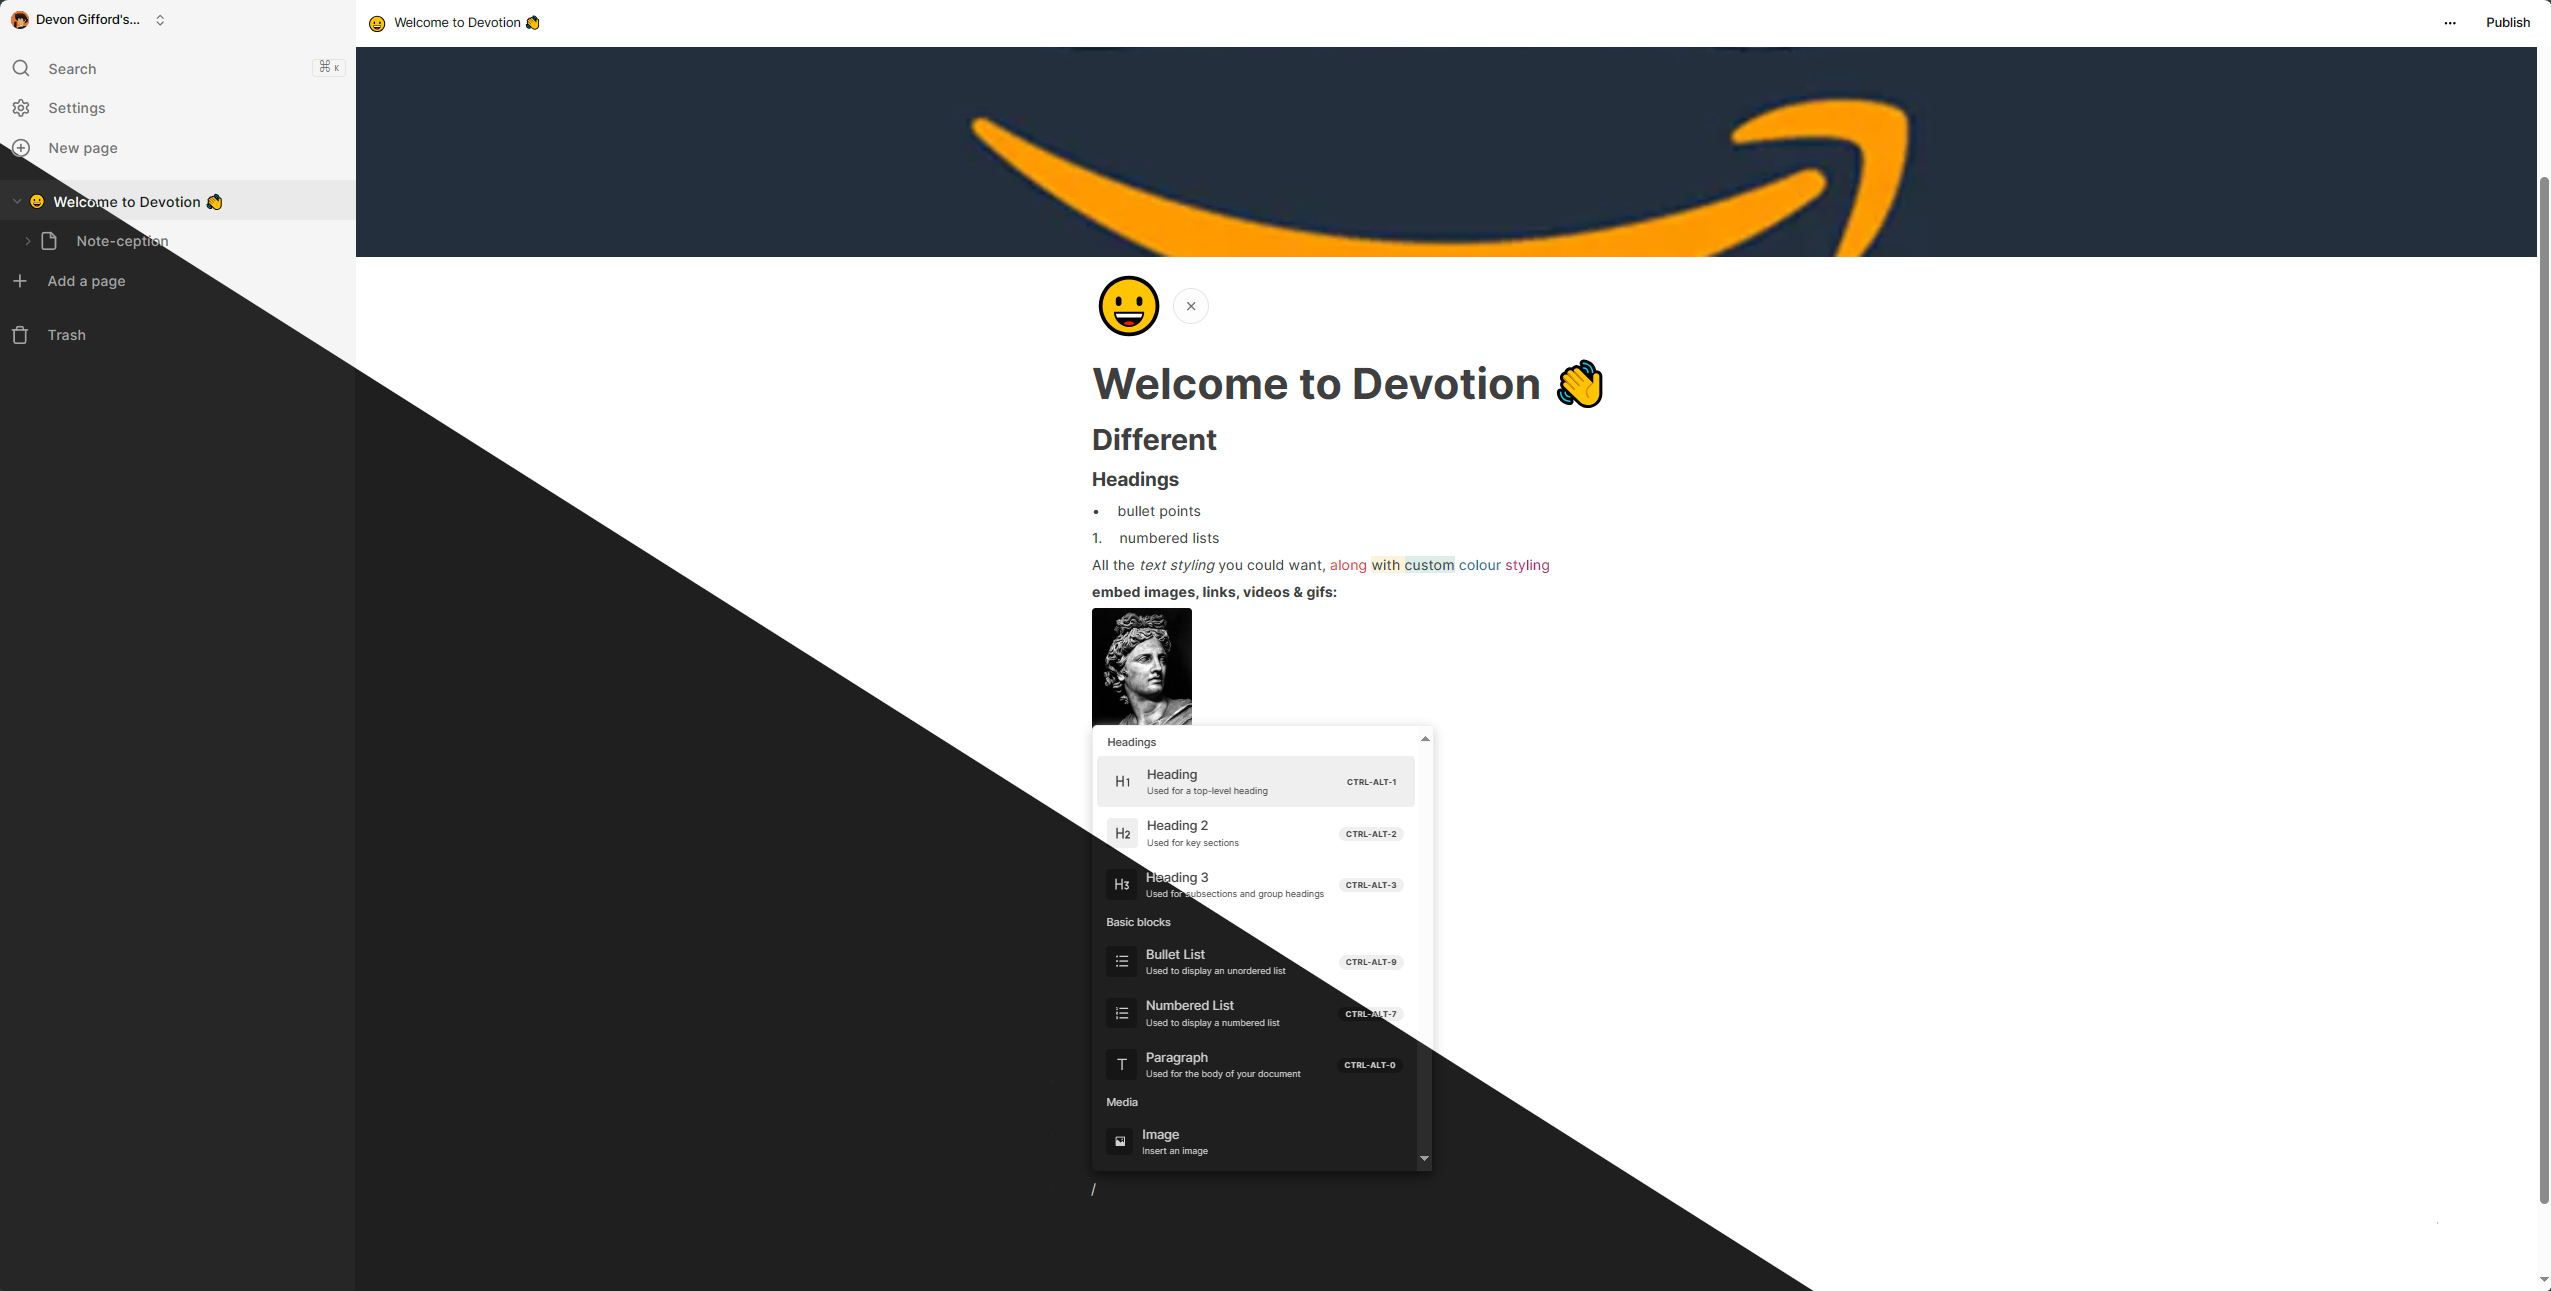 Devon Gifford's...
Search
⌘ K
Settings
New page
Welcome to Devotion 👋
Note-ception
Add a page
Trash
Welcome to Devotion 👋
... Publish
Welcome to Devotion 👋
Different
Headings
• bullet points
1. numbered lists
All the text styling you could want, along with custom colour styling
embed images, links, videos & gifs:
Headings
H1 Heading CTRL-ALT-1
Used for a top-level heading
H2 Heading 2 CTRL-ALT-2
Used for key sections
H3 Heading 3 CTRL-ALT-3
Used for subsections and group headings
Basic blocks
Bullet List CTRL-ALT-9
Used to display an unordered list
Numbered List CTRL-ALT-7
Used to display a numbered list
T Paragraph CTRL-ALT-0
Used for the body of your document
Media
Image
Insert an image
/